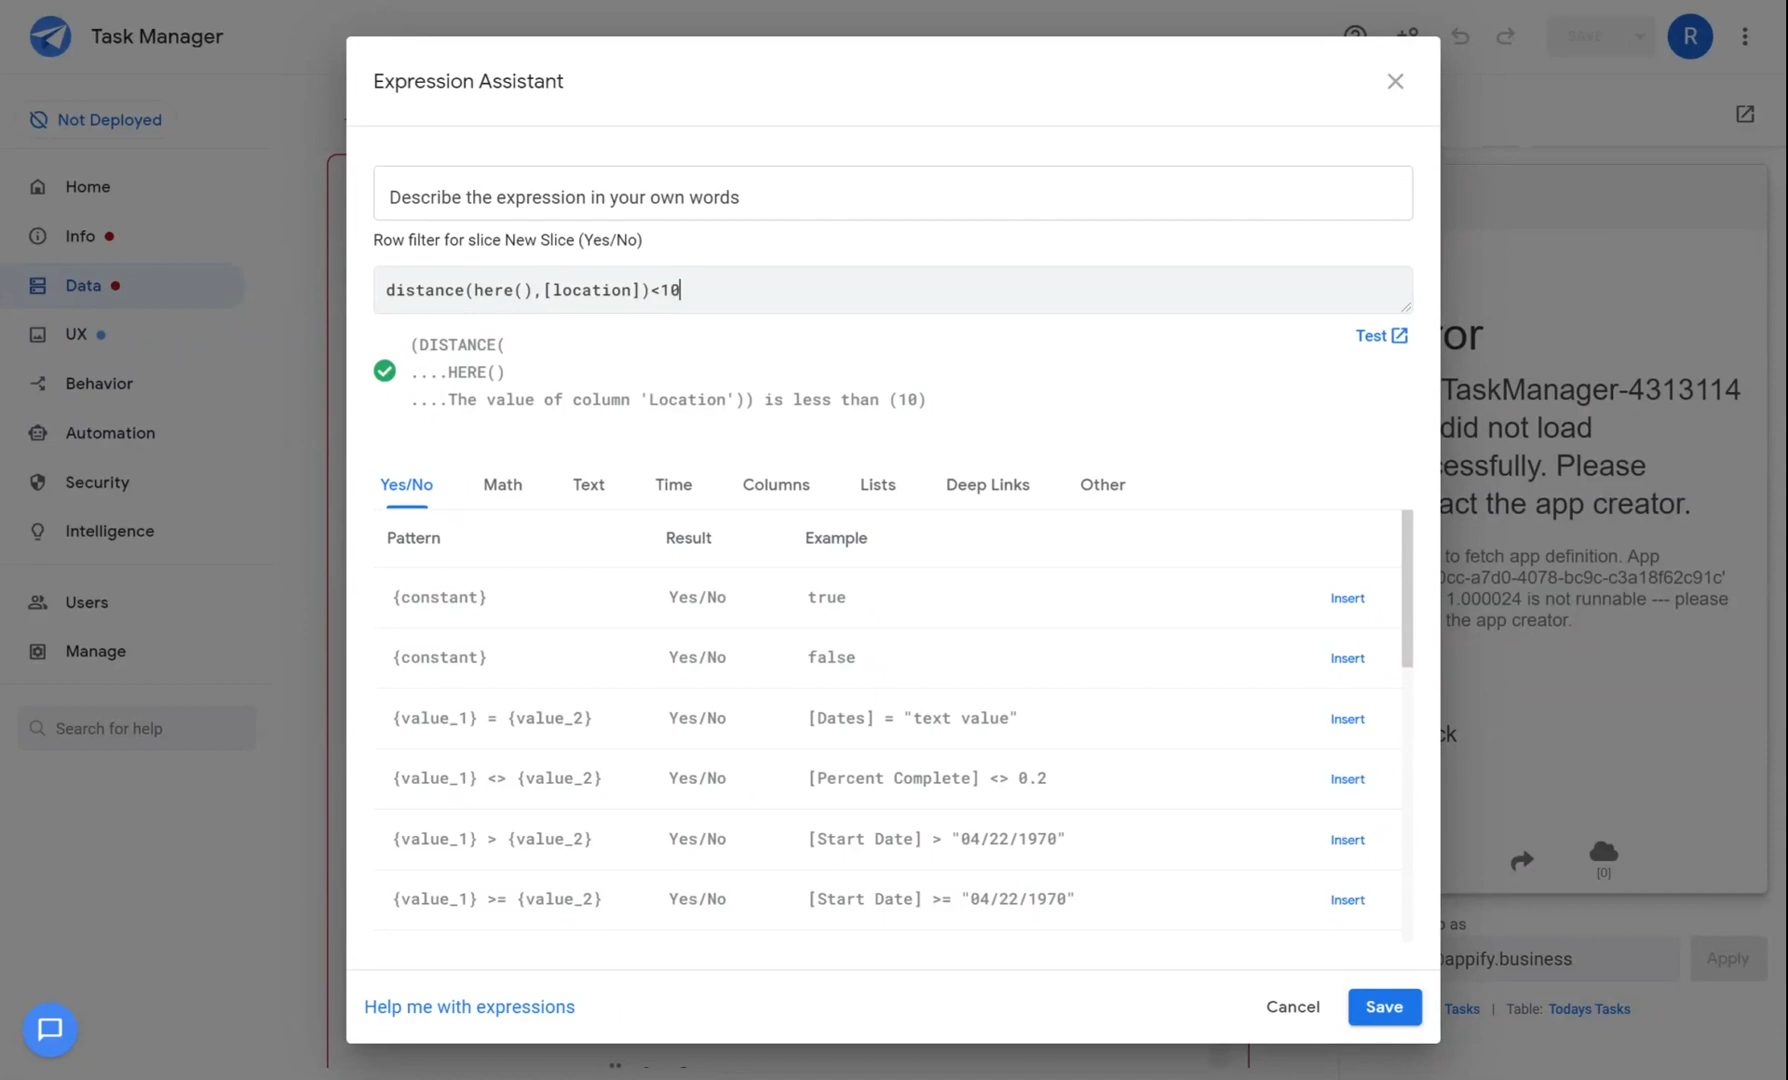 Task Manager
SAVE
R
Not Deployed
Home
Info
Data
UX
Behavior
Automation
Security
Intelligence
Users
Manage
Search for help
Expression Assistant
Describe the expression in your own words
Row filter for slice New Slice (Yes/No)
distance(here(),[location])<10
Test
(DISTANCE(
....HERE()
....The value of column 'Location')) is less than (10)
Yes/No Math Text Time Columns Lists Deep Links Other
Pattern Result Example
{constant} Yes/No true Insert
{constant} Yes/No false Insert
{value_1} = {value_2} Yes/No [Dates] = "text value" Insert
{value_1} <> {value_2} Yes/No [Percent Complete] <> 0.2 Insert
{value_1} > {value_2} Yes/No [Start Date] > "04/22/1970" Insert
{value_1} >= {value_2} Yes/No [Start Date] >= "04/22/1970" Insert
Help me with expressions
Cancel
Save
ror
TaskManager-4313114
did not load
cessfully. Please
act the app creator.
to fetch app definition. App
0cc-a7d0-4078-bc9c-c3a18f62c91c'
1.000024 is not runnable --- please
the app creator.
ck
[0]
as
appify.business
Apply
Tasks | Table: Todays Tasks